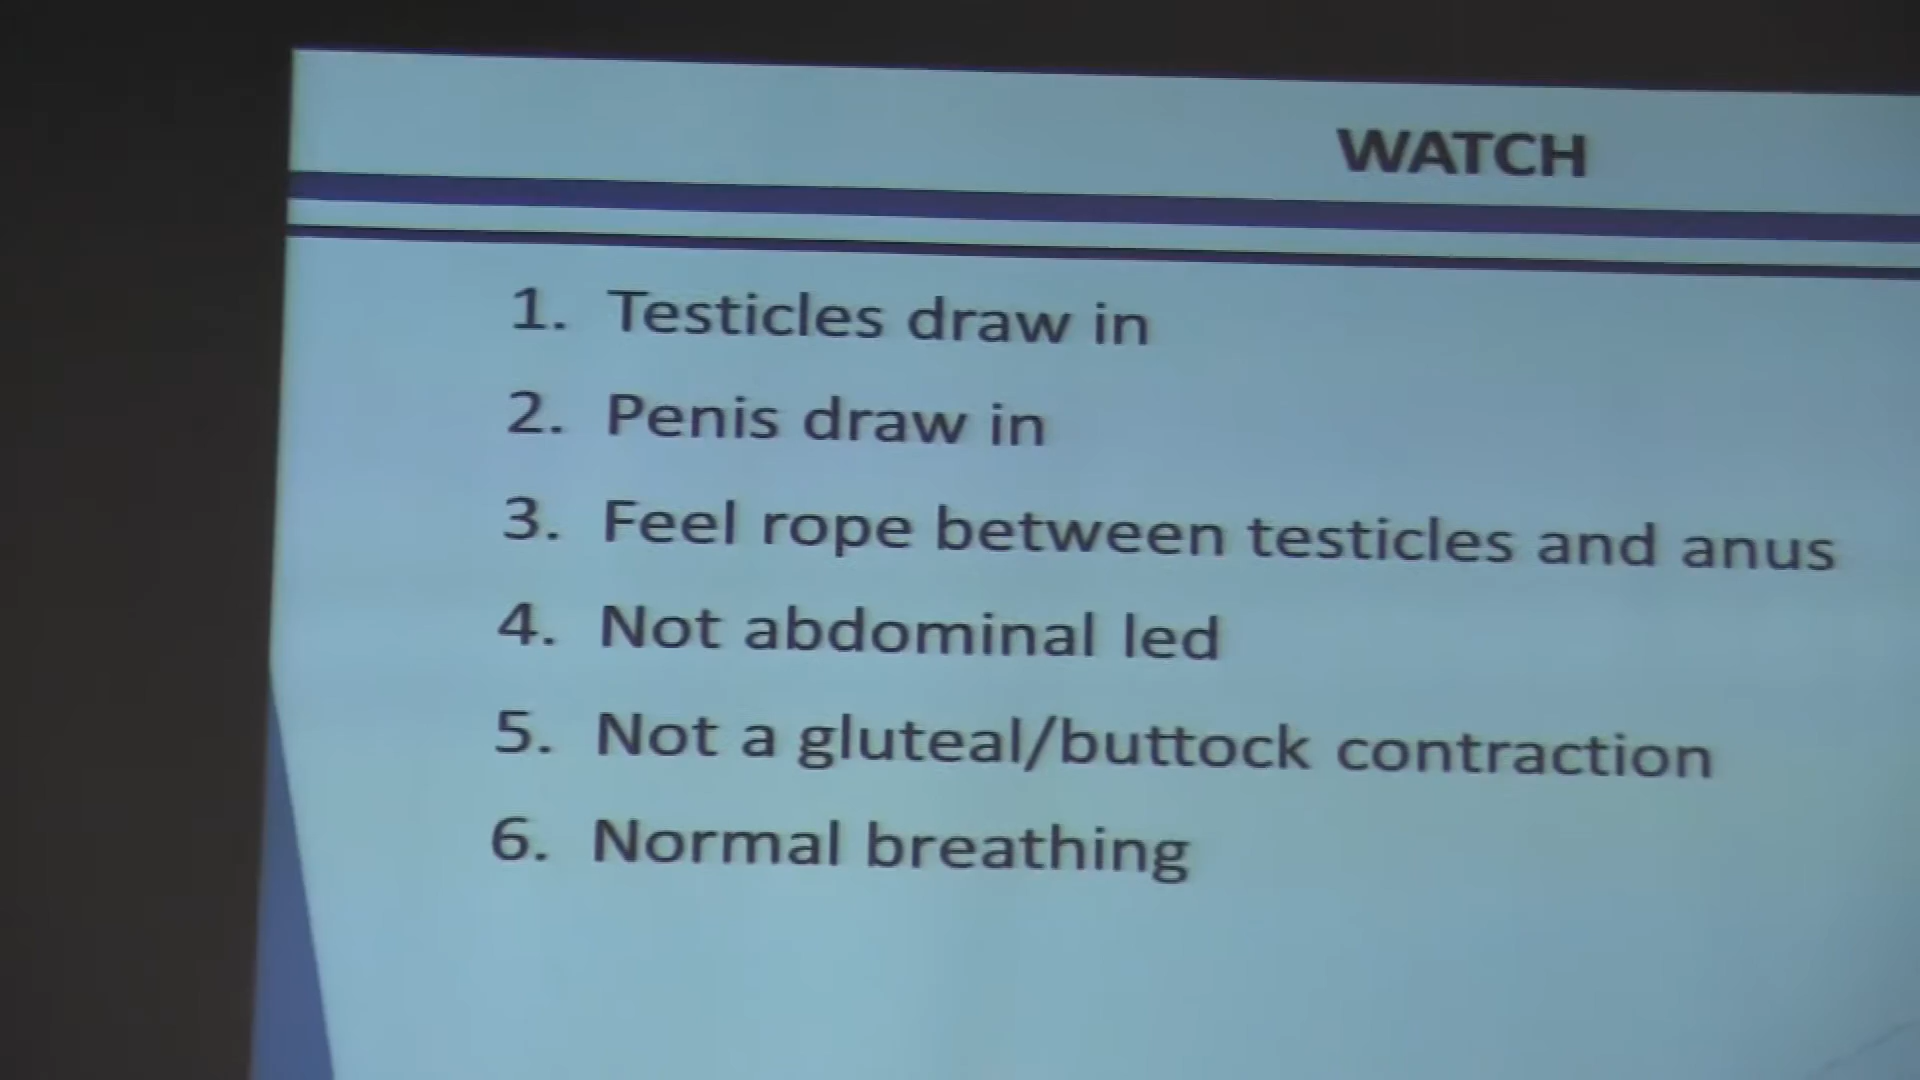 WATCH
1. Testicles draw in
2. Penis draw in
3. Feel rope between testicles and anus
4. Not abdominal led
5. Not a gluteal/buttock contraction
6. Normal breathing